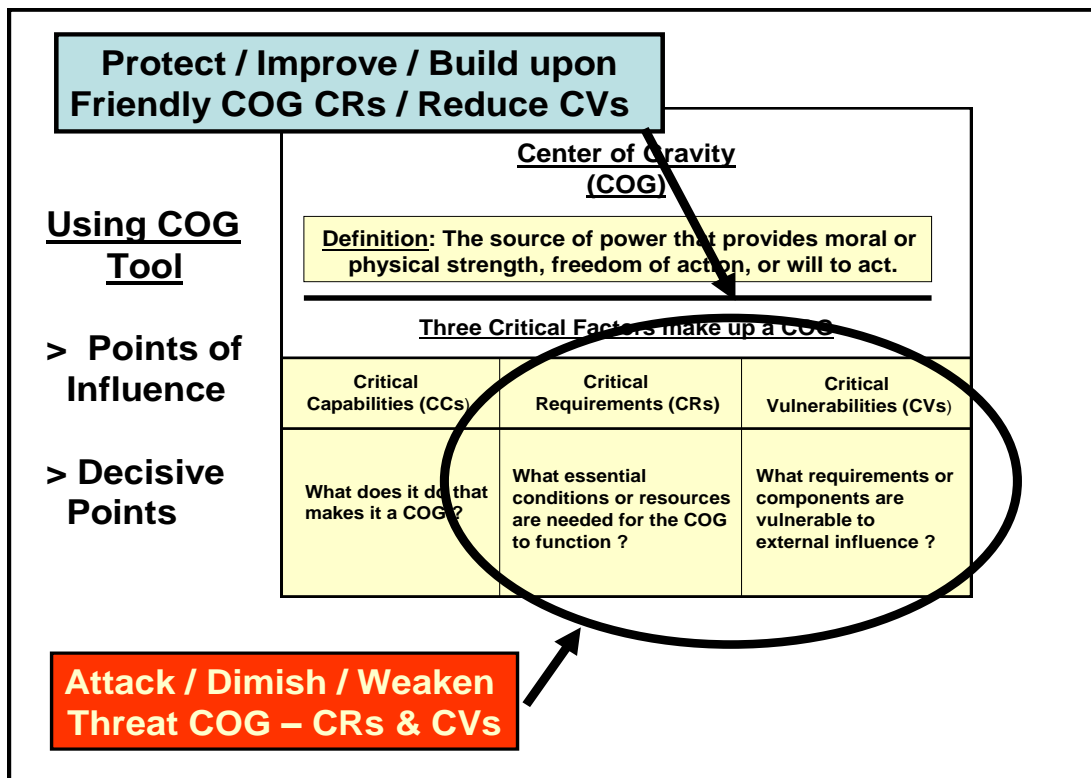 Protect / Improve / Build upon
Friendly COG CRs / Reduce CVs
Center of Gravity
(COG)
Using COG
Tool
Definition: The source of power that provides moral or
physical strength, freedom of action, or will to act.
Three Critical Factors make up a COG
> Points of
Influence
Critical
Capabilities (CCs)
Critical
Requirements (CRs)
Critical
Vulnerabilities (CVs)
> Decisive
Points
What does it do that
makes it a COG ?
What essential
conditions or resources
are needed for the COG
to function ?
What requirements or
components are
vulnerable to
external influence ?
Attack / Dimish / Weaken
Threat COG – CRs & CVs